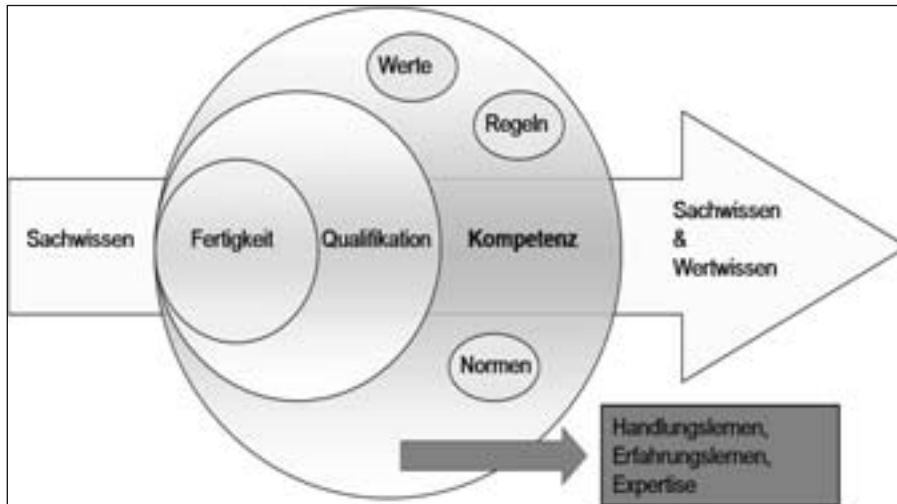 Werte
Regeln
Sachwissen
Fertigkeit
Qualifikation
Kompetenz
Sachwissen
&
Wertwissen
Normen
Handlungslernen,
Erfahrungslernen,
Expertise